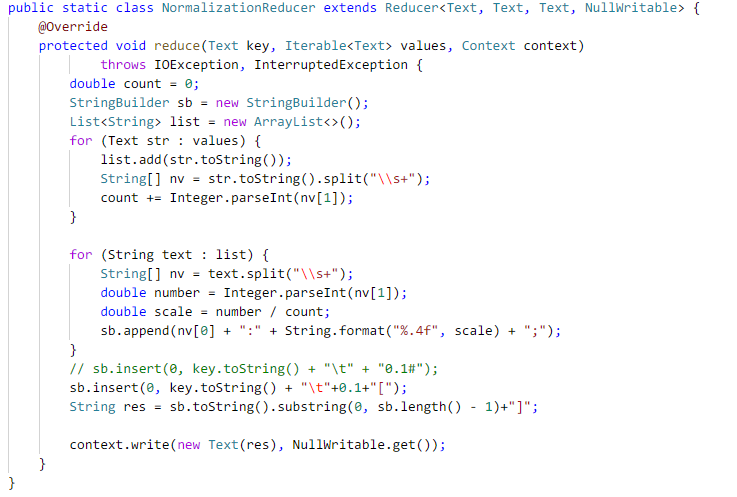 public static class NormalizationReducer extends Reducer<Text, Text, Text, NullWritable> {
    @Override
    protected void reduce(Text key, Iterable<Text> values, Context context)
            throws IOException, InterruptedException {
        double count = 0;
        StringBuilder sb = new StringBuilder();
        List<String> list = new ArrayList<>();
        for (Text str : values) {
            list.add(str.toString());
            String[] nv = str.toString().split("\\s+");
            count += Integer.parseInt(nv[1]);
        }

        for (String text : list) {
            String[] nv = text.split("\\s+");
            double number = Integer.parseInt(nv[1]);
            double scale = number / count;
            sb.append(nv[0] + ":" + String.format("%.4f", scale) + ";");
        }
        // sb.insert(0, key.toString() + "\t" + "0.1#");
        sb.insert(0, key.toString() + "\t"+0.1+"[");
        String res = sb.toString().substring(0, sb.length() - 1)+"]";

        context.write(new Text(res), NullWritable.get());
    }
}